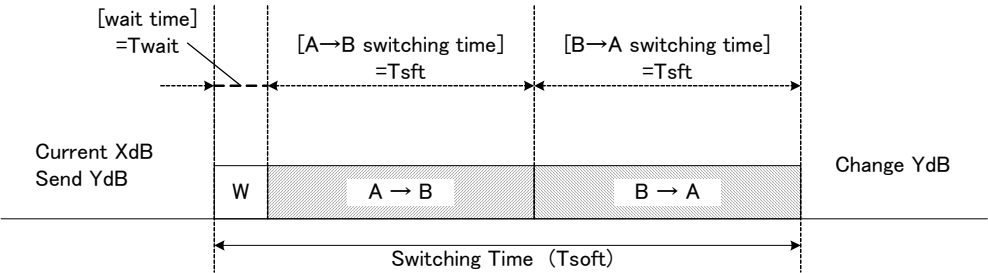 [wait time]
=Twait
[A→B switching time]
=Tsft
[B→A switching time]
=Tsft
Current XdB
Send YdB
W
A → B
B → A
Change YdB
Switching Time (Tsoft)